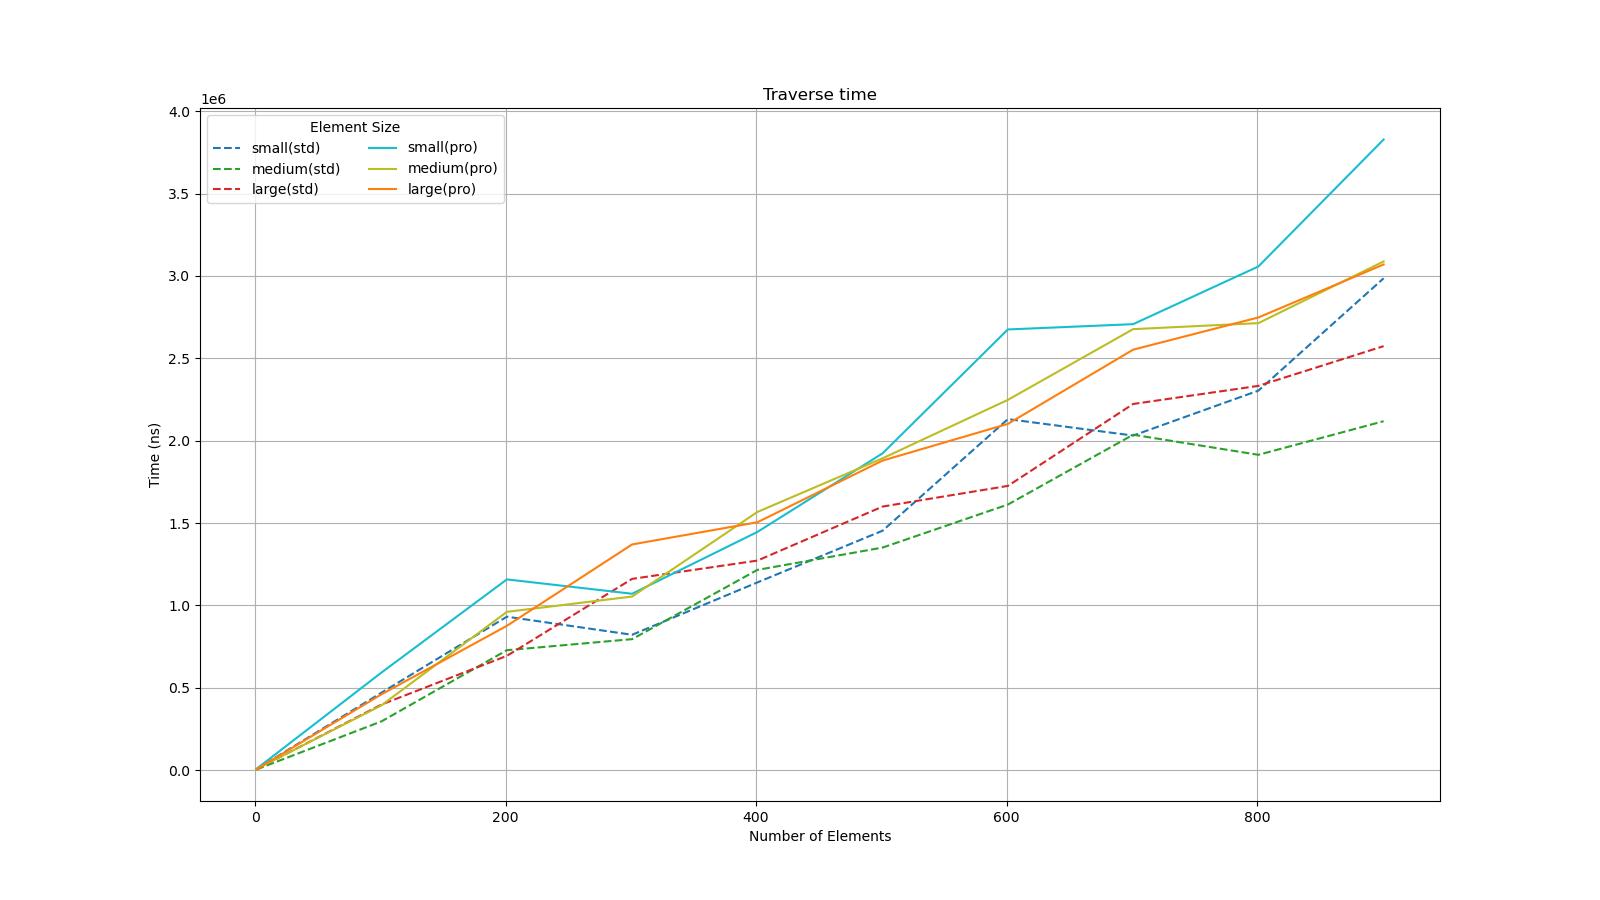 Traverse time
1e6
Element Size
small(std) small(pro)
medium(std) medium(pro)
large(std) large(pro)
4.0
3.5
3.0
2.5
2.0
1.5
1.0
0.5
0.0
Time (ns)
0 200 400 600 800
Number of Elements